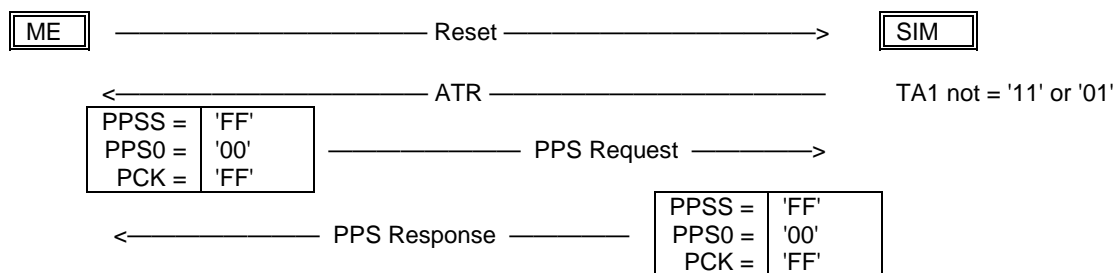 ME Reset SIM
ATR TA1 not = '11' or '01'
PPSS = 'FF'
PPS0 = '00' PPS Request
PCK = 'FF'
PPSS = 'FF'
PPS Response PPS0 = '00'
PCK = 'FF'